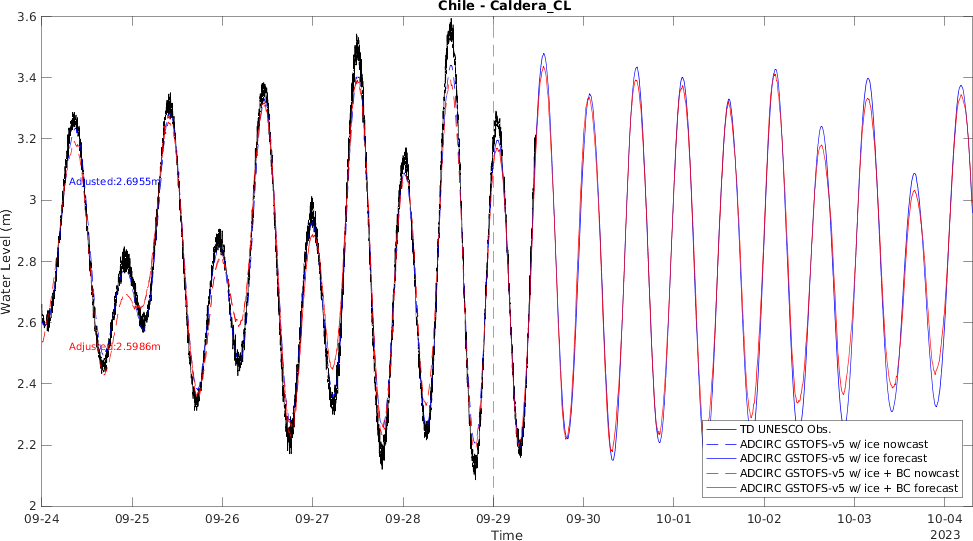 Chile - Caldera_CL
Water Level (m)
3.6
3.4
3.2
3
2.8
2.6
2.4
2.2
2
Adjusted:2.6955m
Adjusted:2.5986m
TD UNESCO Obs.
ADCIRC GSTOFS-v5 w/ ice nowcast
ADCIRC GSTOFS-v5 w/ ice forecast
ADCIRC GSTOFS-v5 w/ ice + BC nowcast
ADCIRC GSTOFS-v5 w/ ice + BC forecast
09-24 09-25 09-26 09-27 09-28 09-29 09-30 10-01 10-02 10-03 10-04
Time
2023